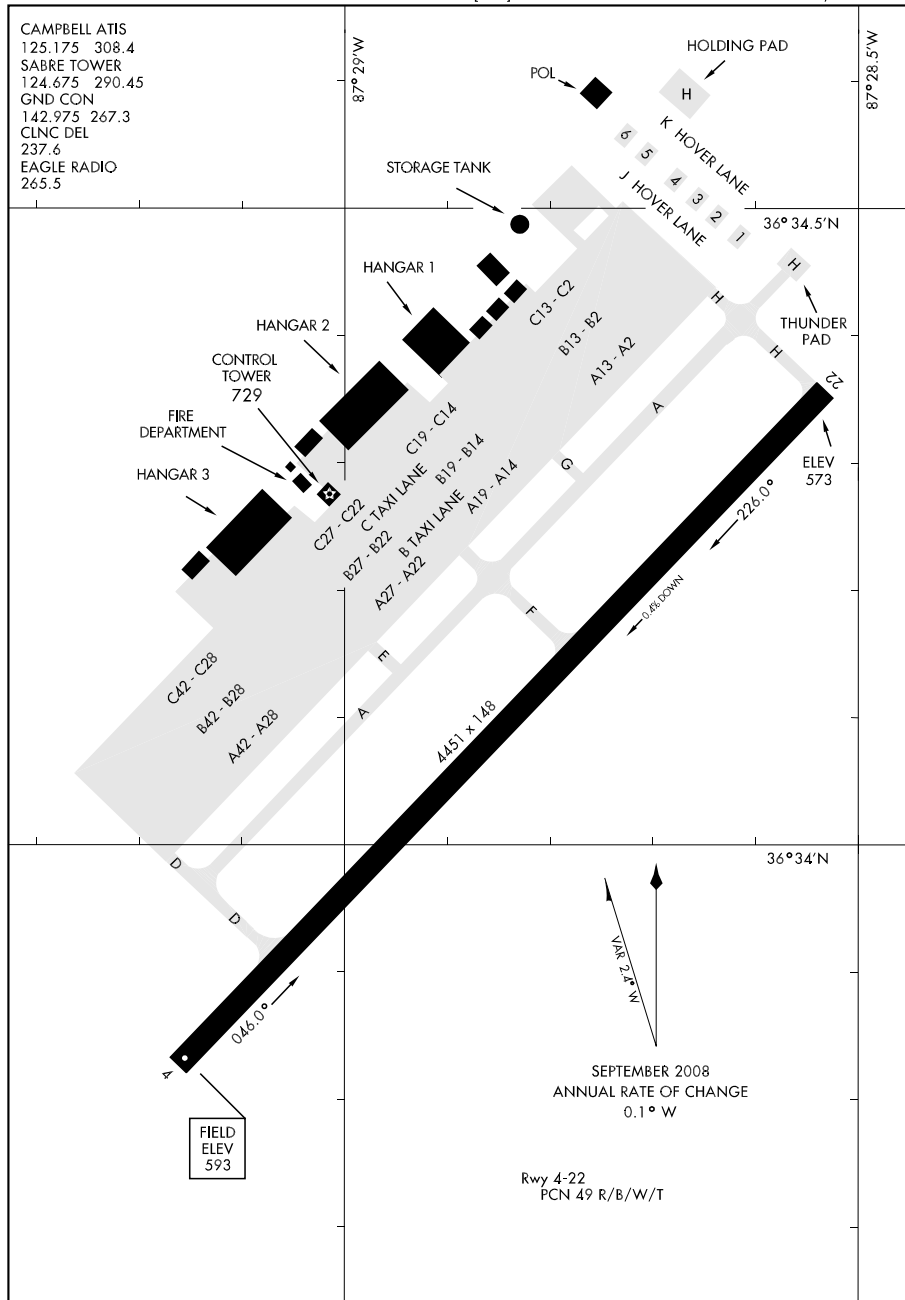 CAMPBELL ATIS
125.175 308.4
SABRE TOWER
124.675 290.45
GND CON
142.975 267.3
CLNC DEL
237.6
EAGLE RADIO
265.5
87°29'W
87°28.5'W
HOLDING PAD
POL
H
K HOVER LANE
6
5
4
3
2
1
J HOVER LANE
STORAGE TANK
36°34.5'N
H
THUNDER
PAD
HANGAR 1
HANGAR 2
CONTROL
TOWER
729
FIRE
DEPARTMENT
HANGAR 3
C13 - C2
B13 - B2
A13 - A2
H
H
22
ELEV
573
A
G
C19 - C14
C TAXI LANE
B19 - B14
B TAXI LANE
A19 - A14
C27 - C22
B27 - B22
A27 - A22
226.0°
0.4% DOWN
F
E
A
C42 - C28
B42 - B28
A42 - A28
4451 x 148
36°34'N
D
D
VAR 2.4° W
046.0°
4
FIELD
ELEV
593
SEPTEMBER 2008
ANNUAL RATE OF CHANGE
0.1° W
Rwy 4-22
PCN 49 R/B/W/T